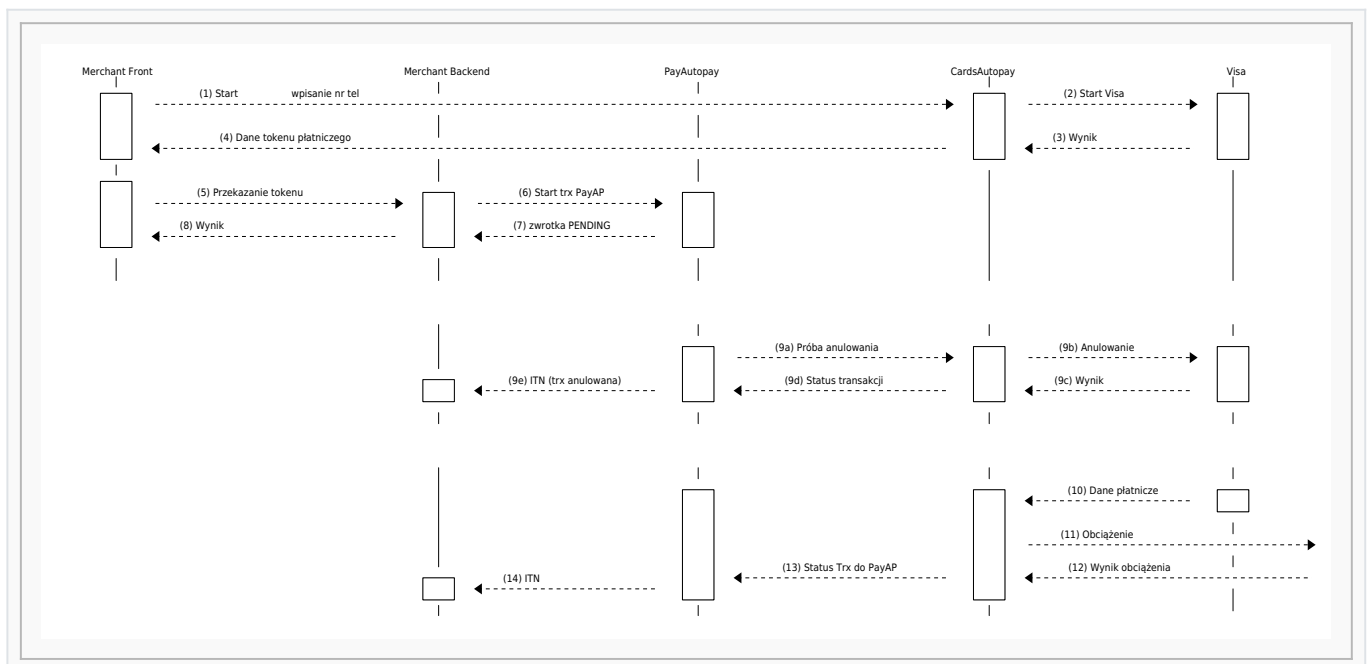 Merchant Front Merchant Backend PayAutopay CardsAutopay Visa
(1) Start wpisanie nr tel (2) Start Visa
(4) Dane tokenu płatniczego (3) Wynik
(5) Przekazanie tokenu (6) Start trx PayAP
(8) Wynik (7) zwrotka PENDING
(9a) Próba anulowania (9b) Anulowanie
(9e) ITN (trx anulowana) (9d) Status transakcji (9c) Wynik
(10) Dane płatnicze
(11) Obciążenie
(13) Status Trx do PayAP (12) Wynik obciążenia
(14) ITN